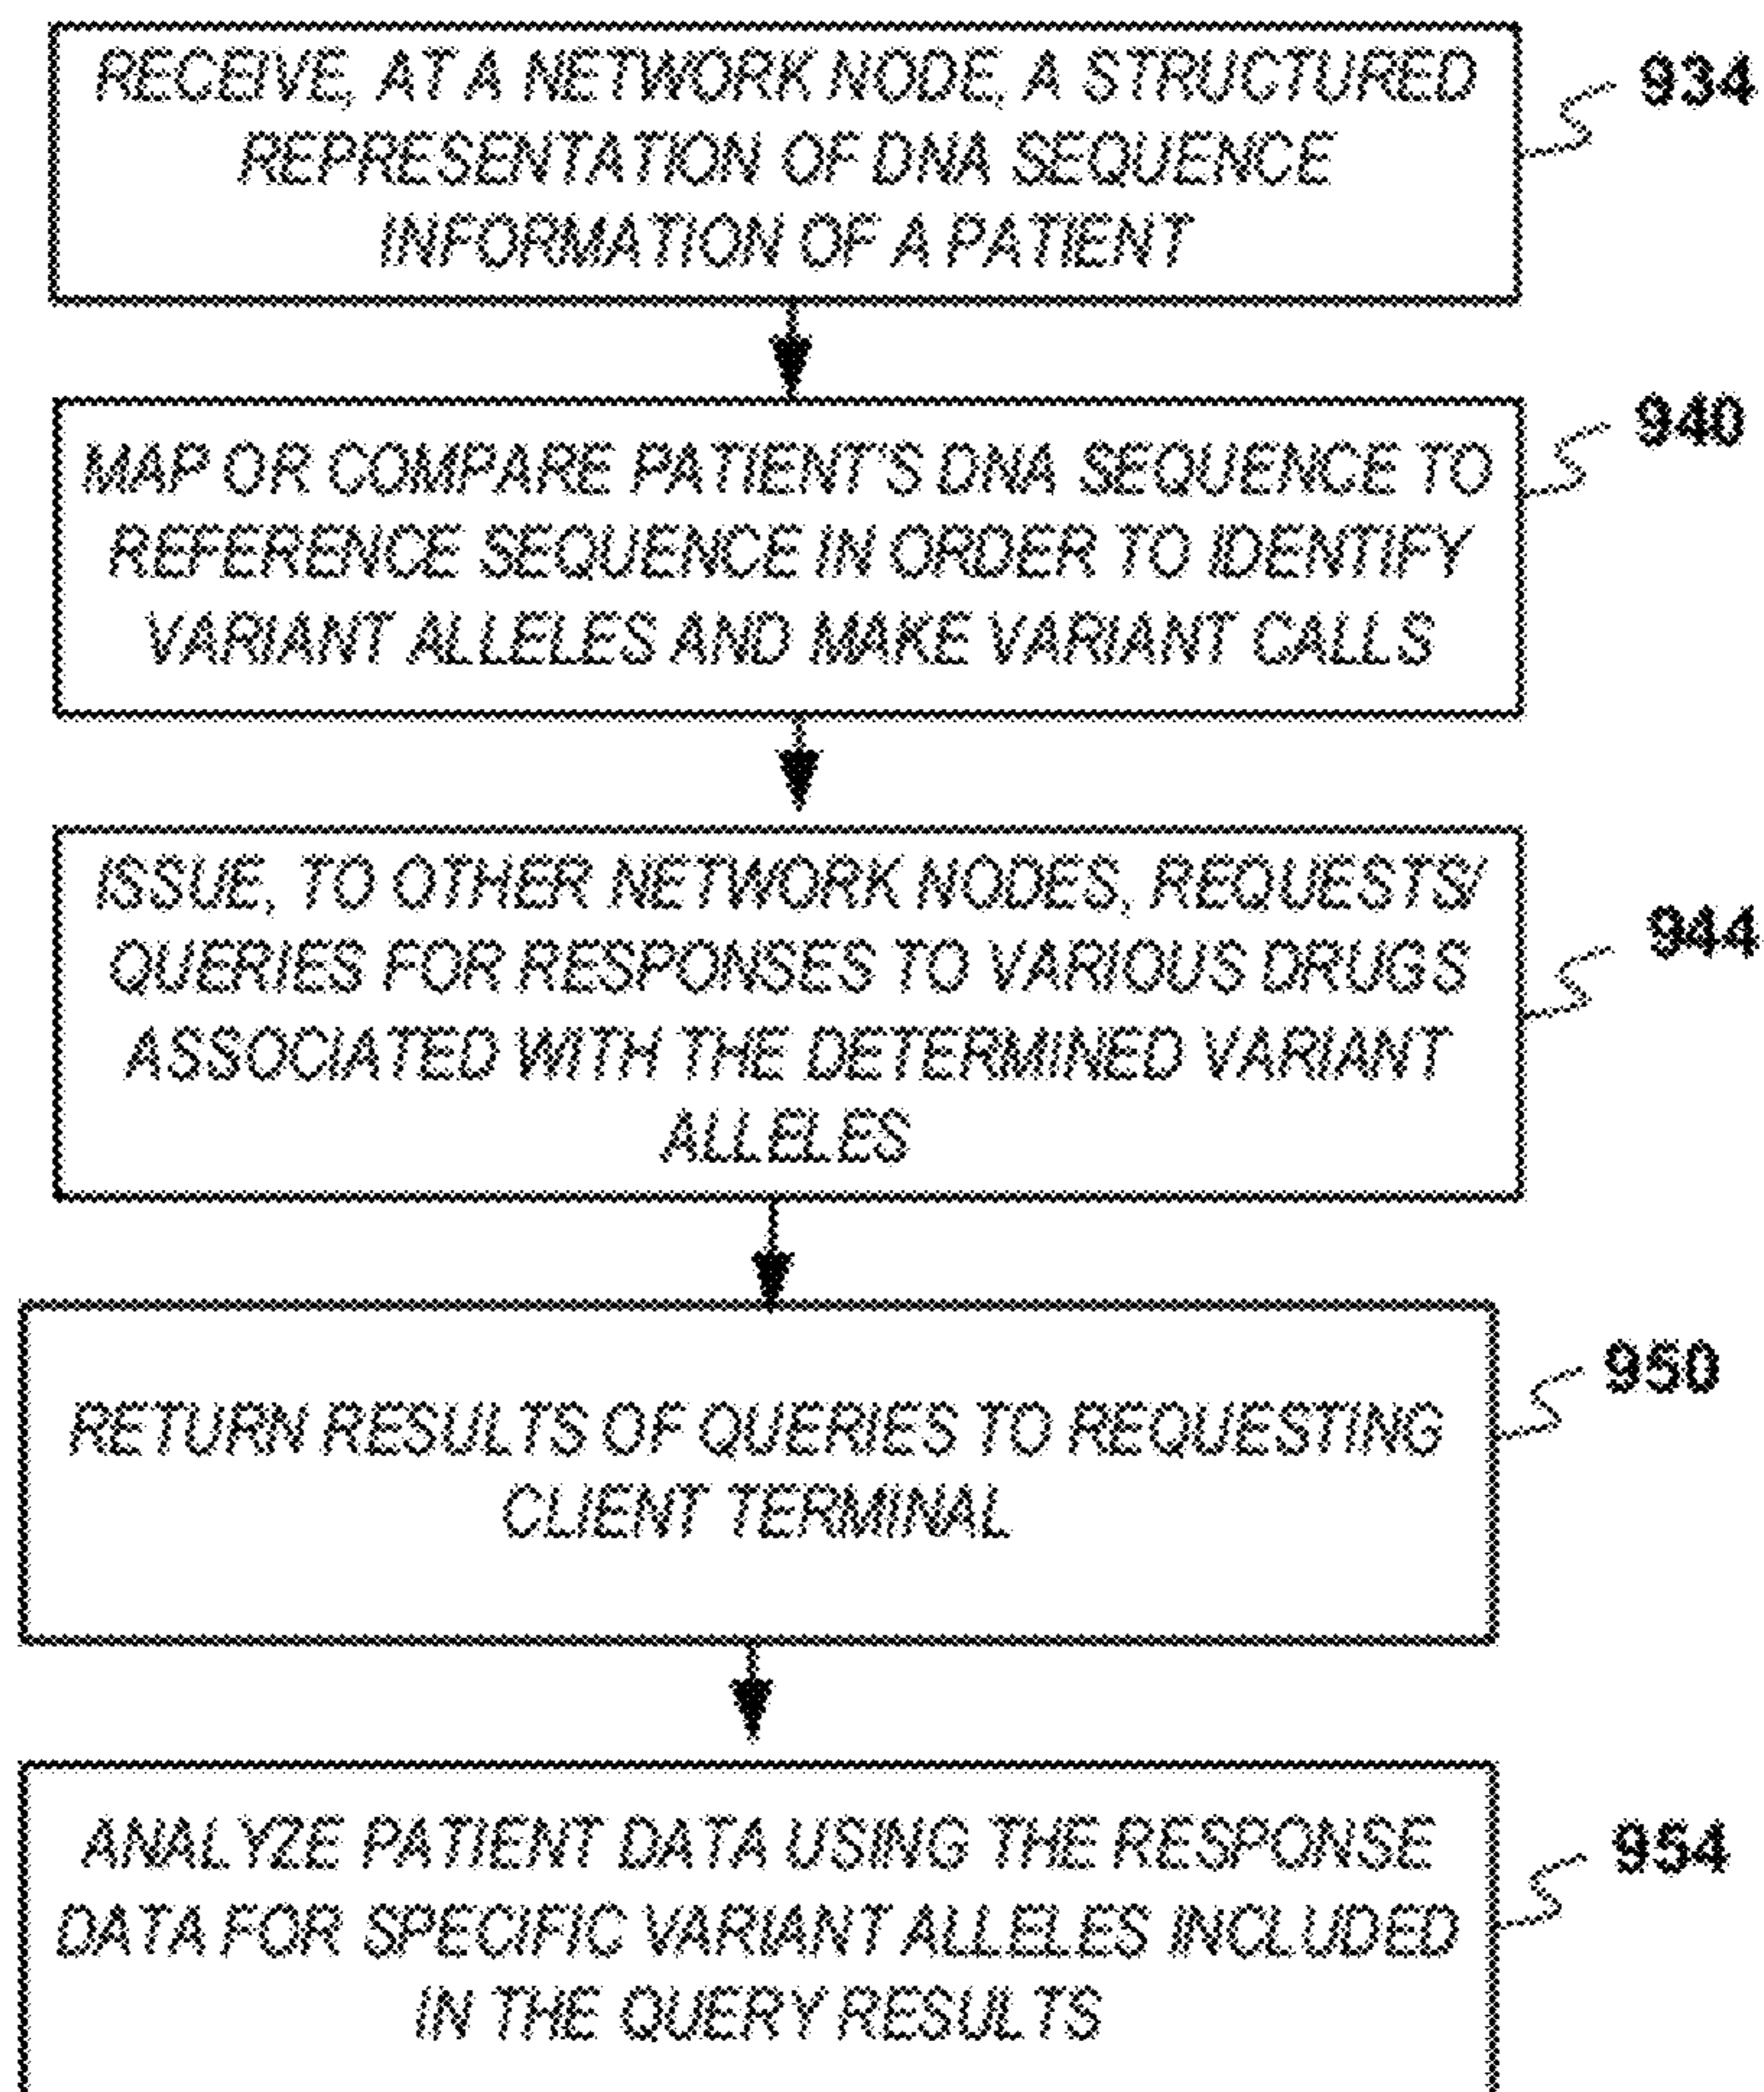 RECEIVE, AT A NETWORK NODE, A STRUCTURED
REPRESENTATION OF DNA SEQUENCE
INFORMATION OF A PATIENT
934
MAP OR COMPARE PATIENT'S DNA SEQUENCE TO
REFERENCE SEQUENCE IN ORDER TO IDENTIFY
VARIANT ALLELES AND MAKE VARIANT CALLS
940
ISSUE, TO OTHER NETWORK NODES, REQUESTS/
QUERIES FOR RESPONSES TO VARIOUS DRUGS
ASSOCIATED WITH THE DETERMINED VARIANT
ALLELES
944
RETURN RESULTS OF QUERIES TO REQUESTING
CLIENT TERMINAL
950
ANALYZE PATIENT DATA USING THE RESPONSE
DATA FOR SPECIFIC VARIANT ALLELES INCLUDED
IN THE QUERY RESULTS
954